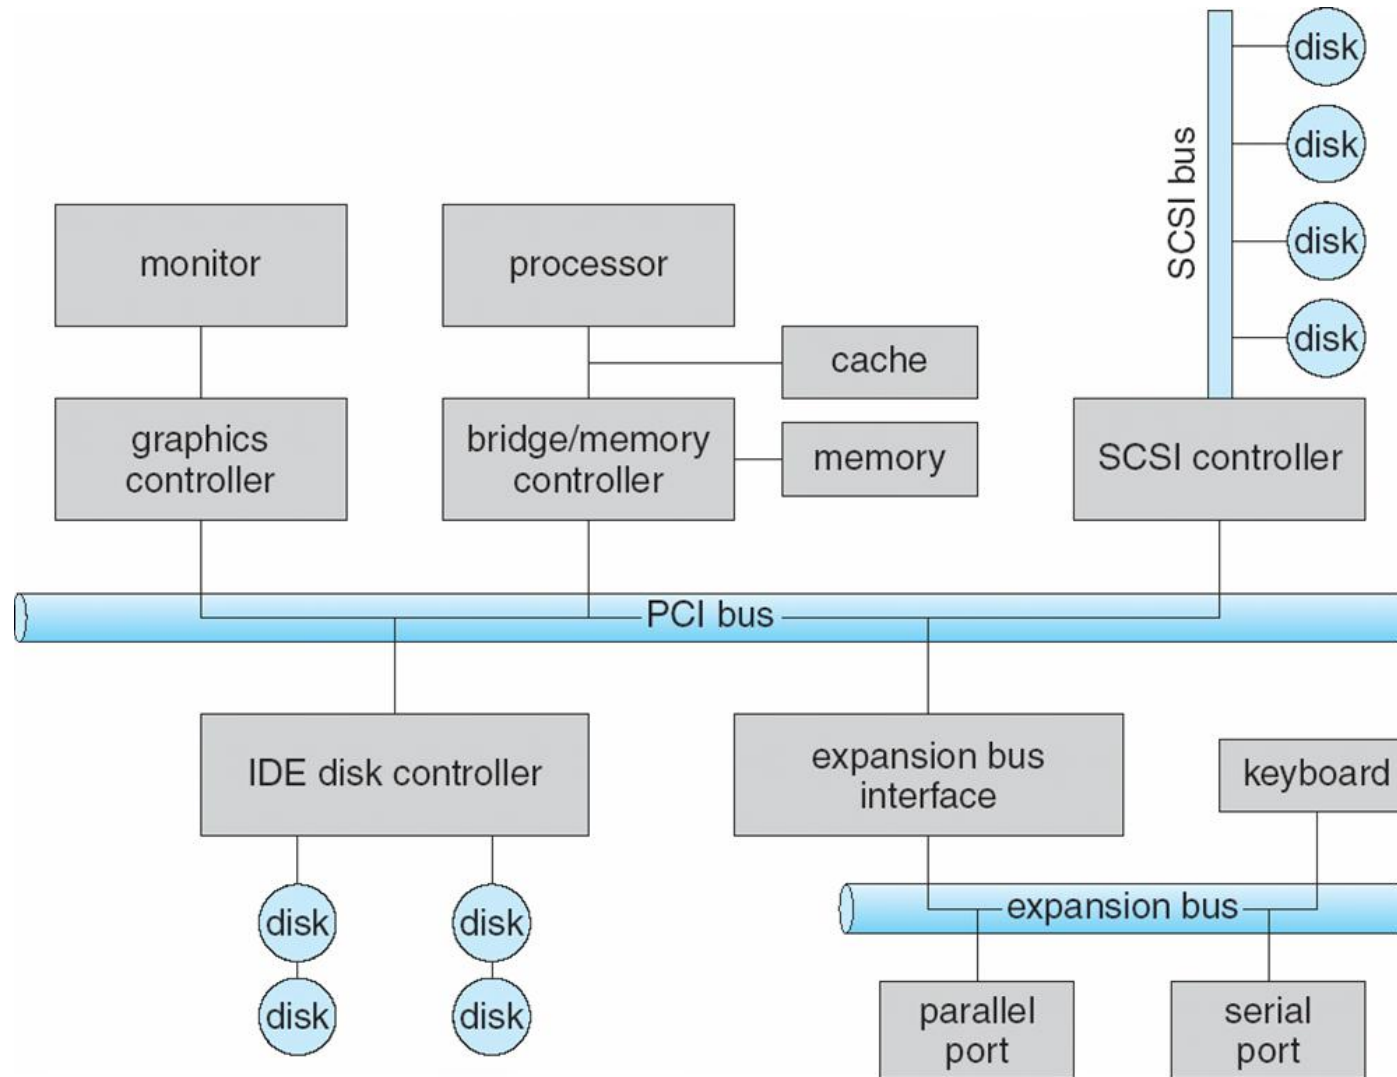 disk
disk
disk
disk
SCSI bus
monitor
processor
cache
graphics
controller
bridge/memory
controller
memory
SCSI controller
PCI bus
IDE disk controller
expansion bus
interface
keyboard
disk
disk
expansion bus
disk
disk
parallel
port
serial
port